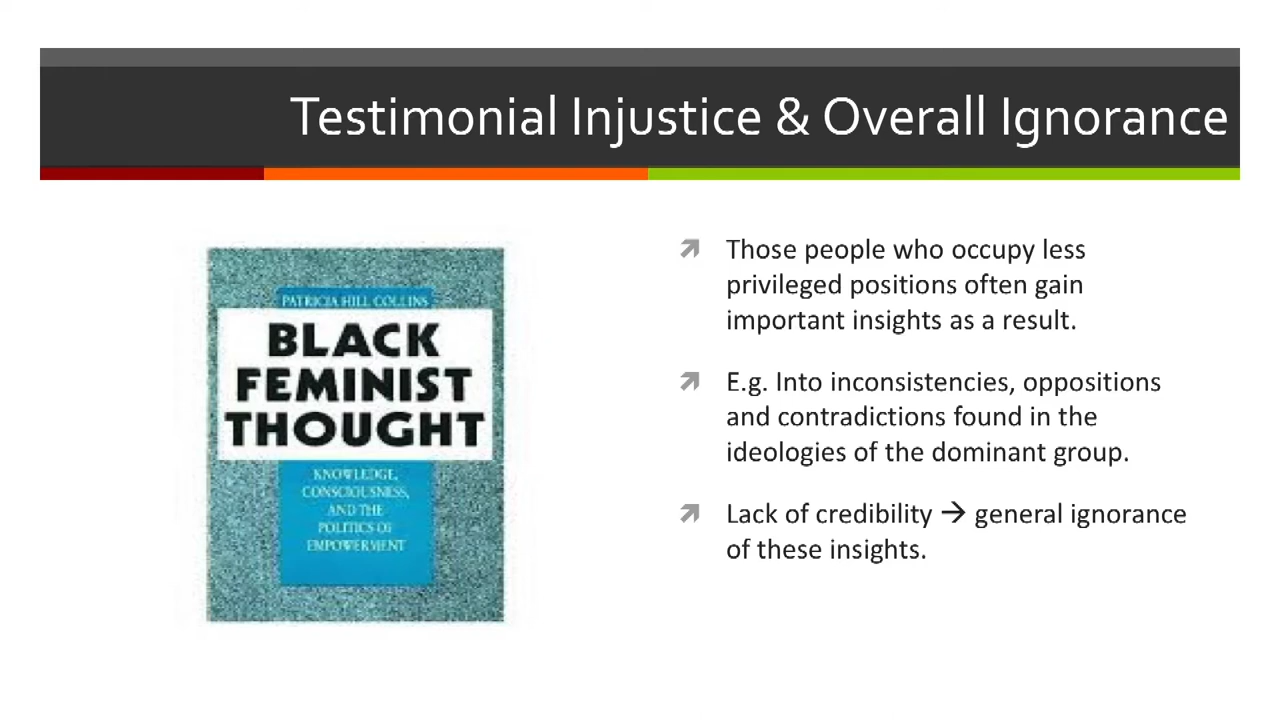 Testimonial Injustice & Overall Ignorance
PATRICIA HILL COLLINS
BLACK
FEMINIST
THOUGHT
KNOWLEDGE,
CONSCIOUSNESS,
AND THE
POLITICS OF
EMPOWERMENT
Those people who occupy less
privileged positions often gain
important insights as a result.
E.g. Into inconsistencies, oppositions
and contradictions found in the
ideologies of the dominant group.
Lack of credibility → general ignorance
of these insights.